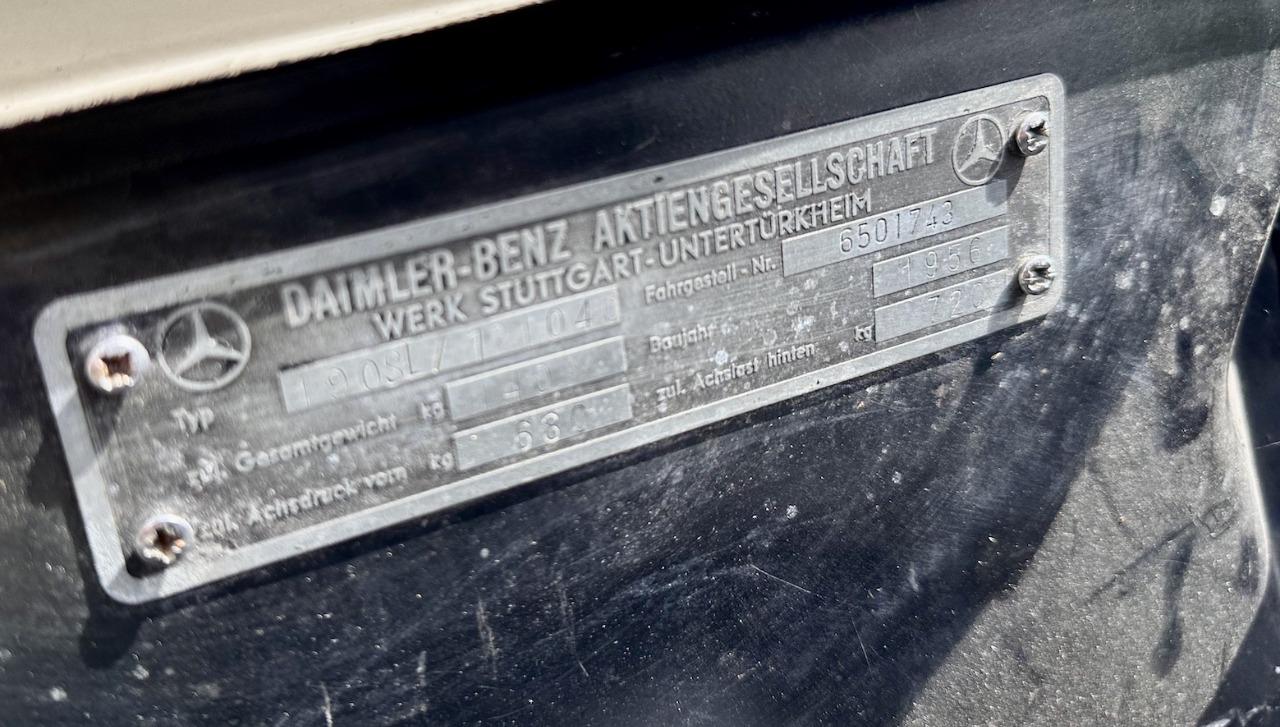 DAIMLER-BENZ AKTIENGESELLSCHAFT
WERK STUTTGART-UNTERTÜRKHEIM
Typ 190SL/
Fahrgestell-Nr. 6501743
zul. Gesamtgewicht kg
Baujahr 1956
zul. Achsdruck vorn kg 680
zul. Achslast hinten kg 720